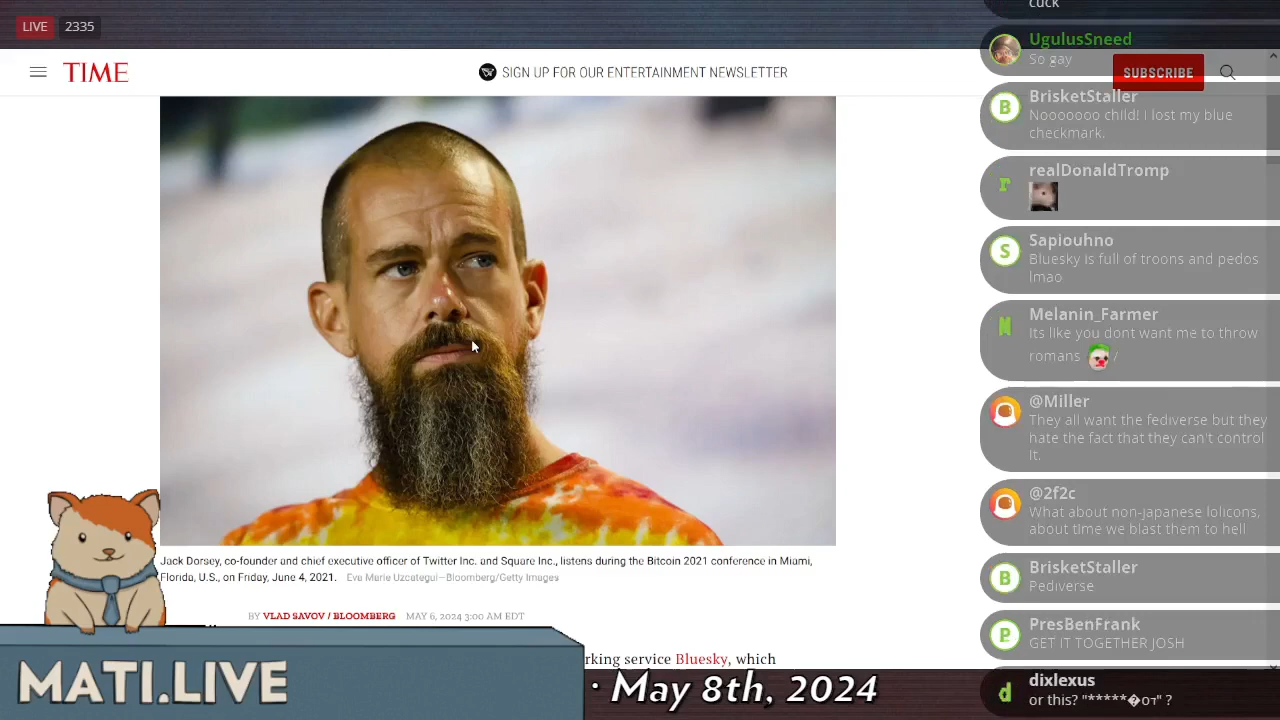 LIVE 2335
TIME
SIGN UP FOR OUR ENTERTAINMENT NEWSLETTER
SUBSCRIBE
Jack Dorsey, co-founder and chief executive officer of Twitter Inc. and Square Inc., listens during the Bitcoin 2021 conference in Miami,
Florida, U.S., on Friday, June 4, 2021. Eva Marie Uzcategui—Bloomberg/Getty Images
BY VLAD SAVOV / BLOOMBERG MAY 6, 2024 3:00 AM EDT
rking service Bluesky, which
MATI.LIVE
· May 8th, 2024
cuck
UgulusSneed
So gay
BrisketStaller
Nooooooo child! I lost my blue
checkmark.
realDonaldTromp
Sapiouhno
Bluesky is full of troons and pedos
lmao
Melanin_Farmer
Its like you dont want me to throw
romans /
@Miller
They all want the fediverse but they
hate the fact that they can't control
it.
@2f2c
What about non-japanese lolicons,
about time we blast them to hell
BrisketStaller
Pediverse
PresBenFrank
GET IT TOGETHER JOSH
dixlexus
or this? "*****�от" ?